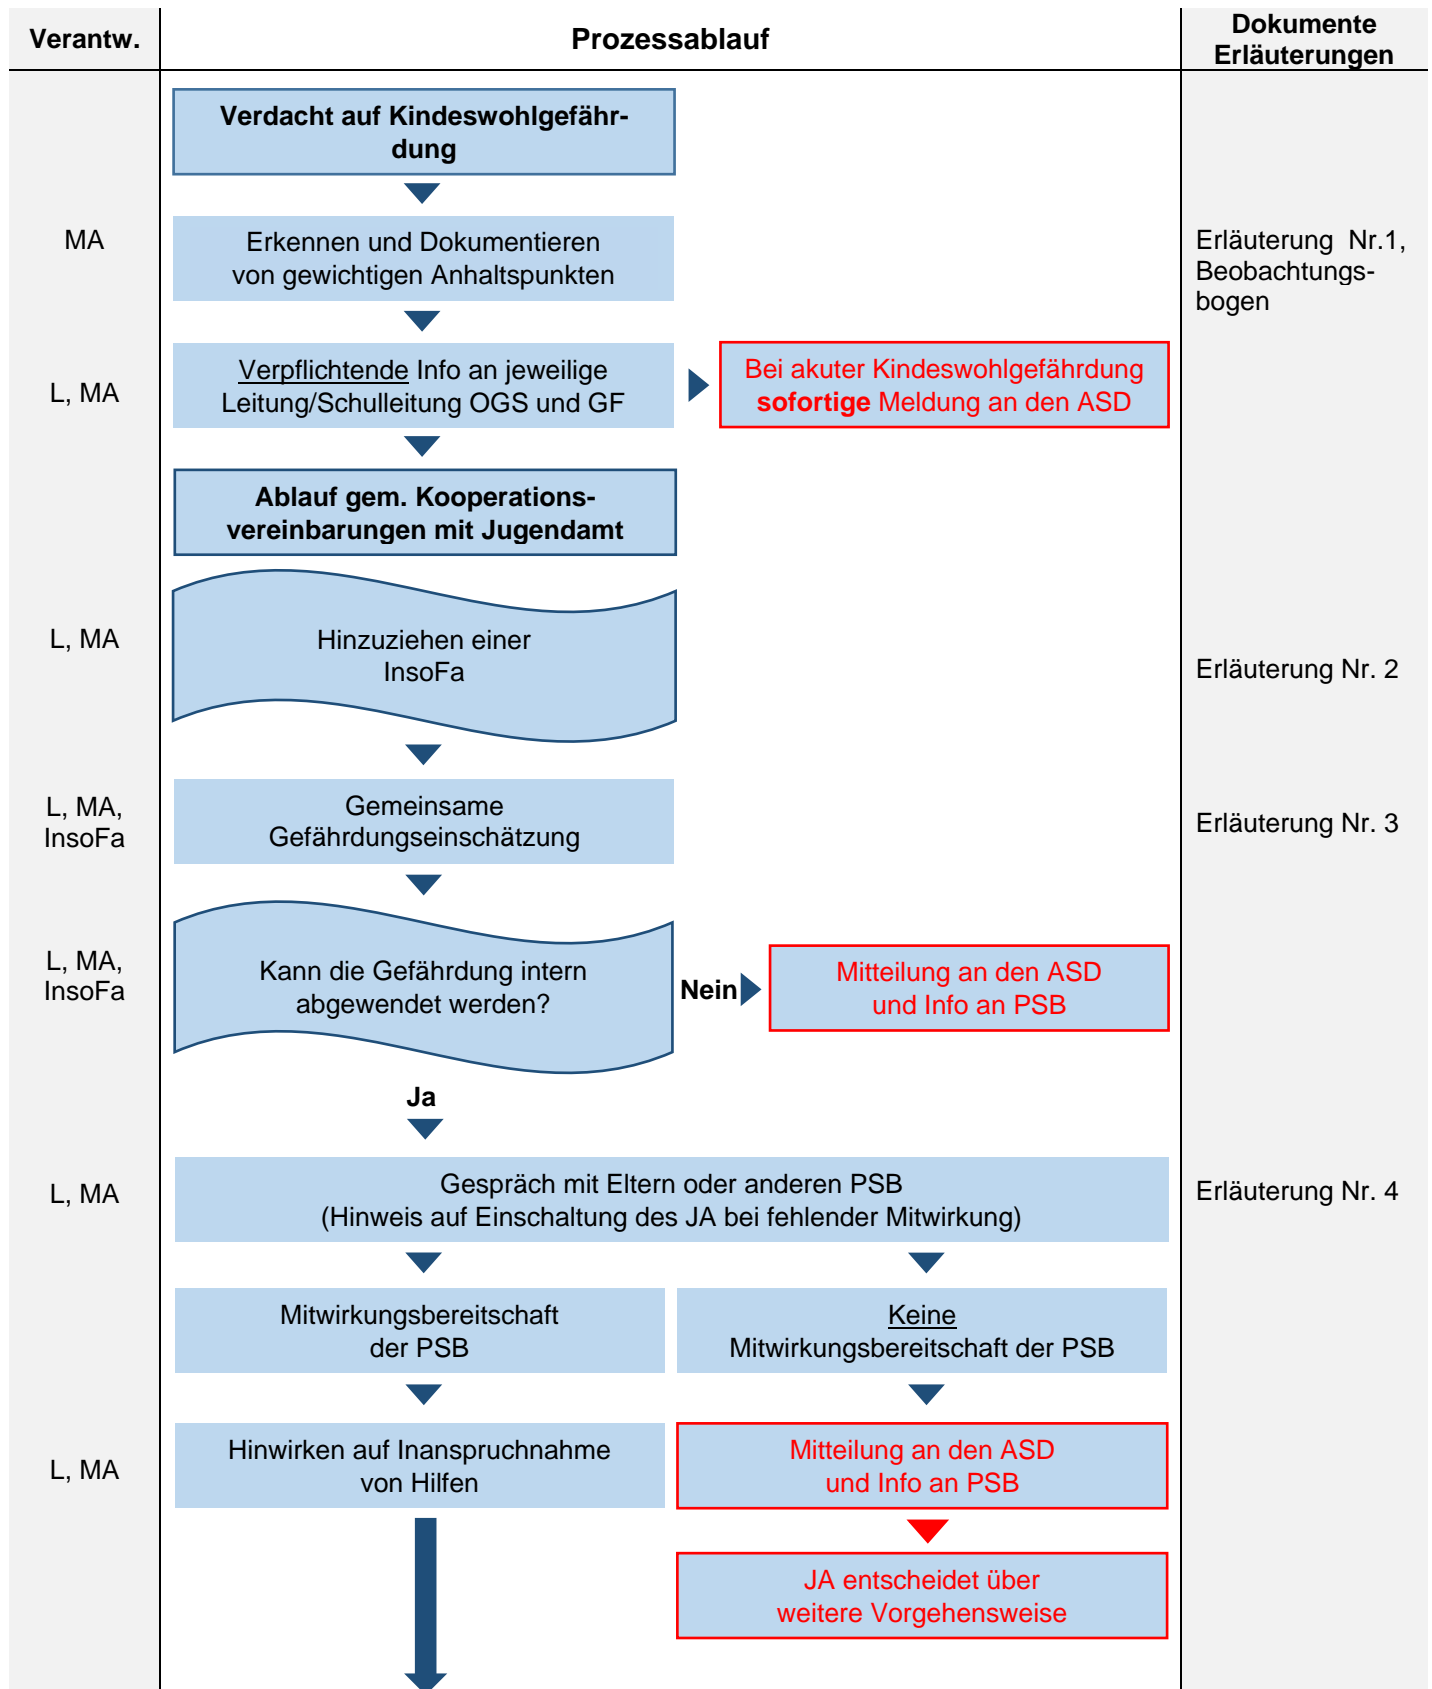 Verantw.
Prozessablauf
Dokumente
Erläuterungen
Verdacht auf Kindeswohlgefähr-
dung
MA
Erkennen und Dokumentieren
von gewichtigen Anhaltspunkten
Erläuterung Nr.1,
Beobachtungs-
bogen
L, MA
Verpflichtende Info an jeweilige
Leitung/Schulleitung OGS und GF
Bei akuter Kindeswohlgefährdung
sofortige Meldung an den ASD
Ablauf gem. Kooperations-
vereinbarungen mit Jugendamt
L, MA
Hinzuziehen einer
InsoFa
Erläuterung Nr. 2
L, MA,
InsoFa
Gemeinsame
Gefährdungseinschätzung
Erläuterung Nr. 3
L, MA,
InsoFa
Kann die Gefährdung intern
abgewendet werden?
Nein
Mitteilung an den ASD
und Info an PSB
Ja
L, MA
Gespräch mit Eltern oder anderen PSB
(Hinweis auf Einschaltung des JA bei fehlender Mitwirkung)
Erläuterung Nr. 4
Mitwirkungsbereitschaft
der PSB
Keine
Mitwirkungsbereitschaft der PSB
L, MA
Hinwirken auf Inanspruchnahme
von Hilfen
Mitteilung an den ASD
und Info an PSB
JA entscheidet über
weitere Vorgehensweise